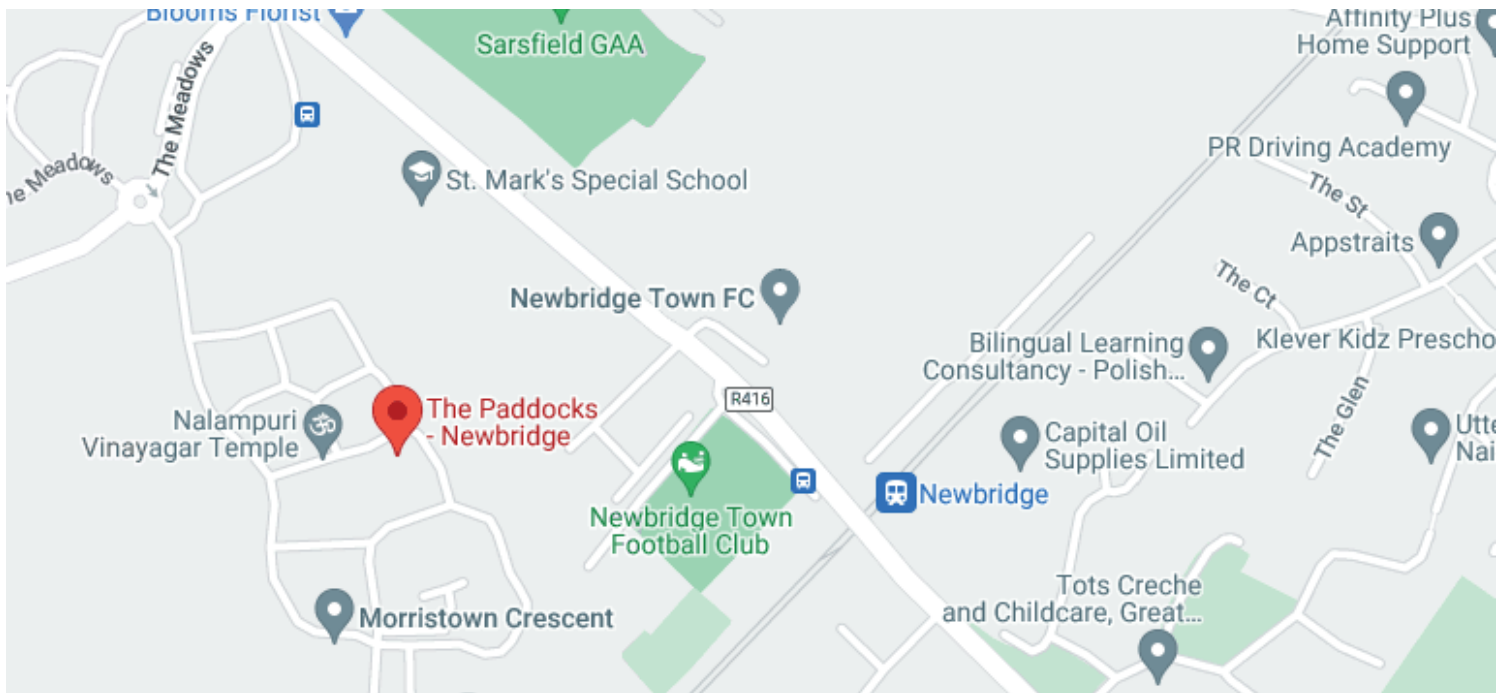 Blooms Florist
Sarsfield GAA
Affinity Plus
Home Support
The Meadows
The Meadows
St. Mark's Special School
PR Driving Academy
The St
Appstraits
The Ct
Newbridge Town FC
Bilingual Learning
Consultancy - Polish...
Klever Kidz Prescho
R416
The Glen
The Paddocks
- Newbridge
Nalampuri
Vinayagar Temple
Capital Oil
Supplies Limited
Utte
Nai
Newbridge
Newbridge Town
Football Club
Tots Creche
and Childcare, Great...
Morristown Crescent